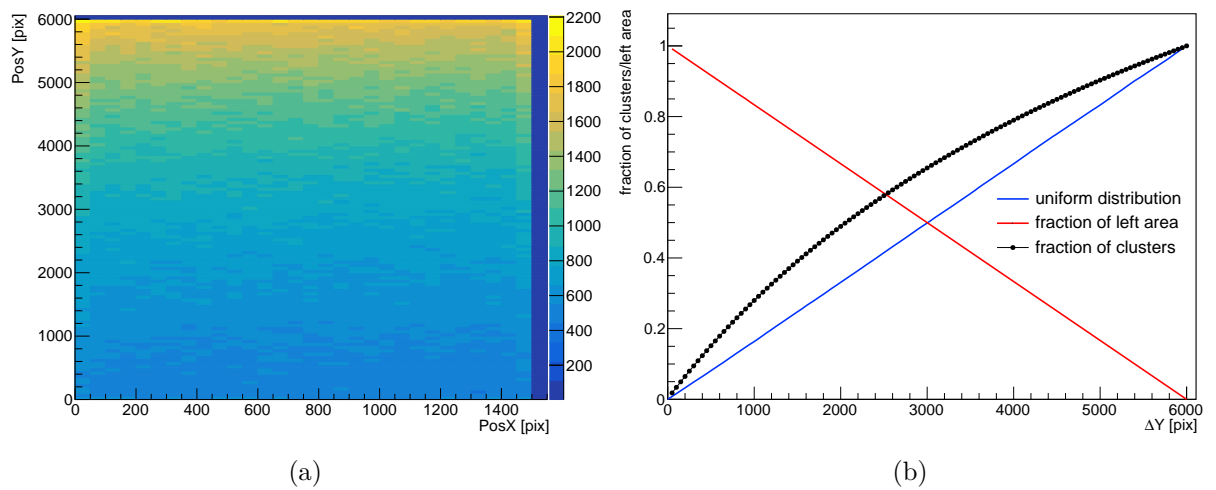 PosY [pix]
6000
5000
4000
3000
2000
1000
0
0 200 400 600 800 1000 1200 1400
PosX [pix]
2200
2000
1800
1600
1400
1200
1000
800
600
400
200
(a)
fraction of clusters/left area
1
0.8
0.6
0.4
0.2
0
0 1000 2000 3000 4000 5000 6000
ΔY [pix]
uniform distribution
fraction of left area
fraction of clusters
(b)